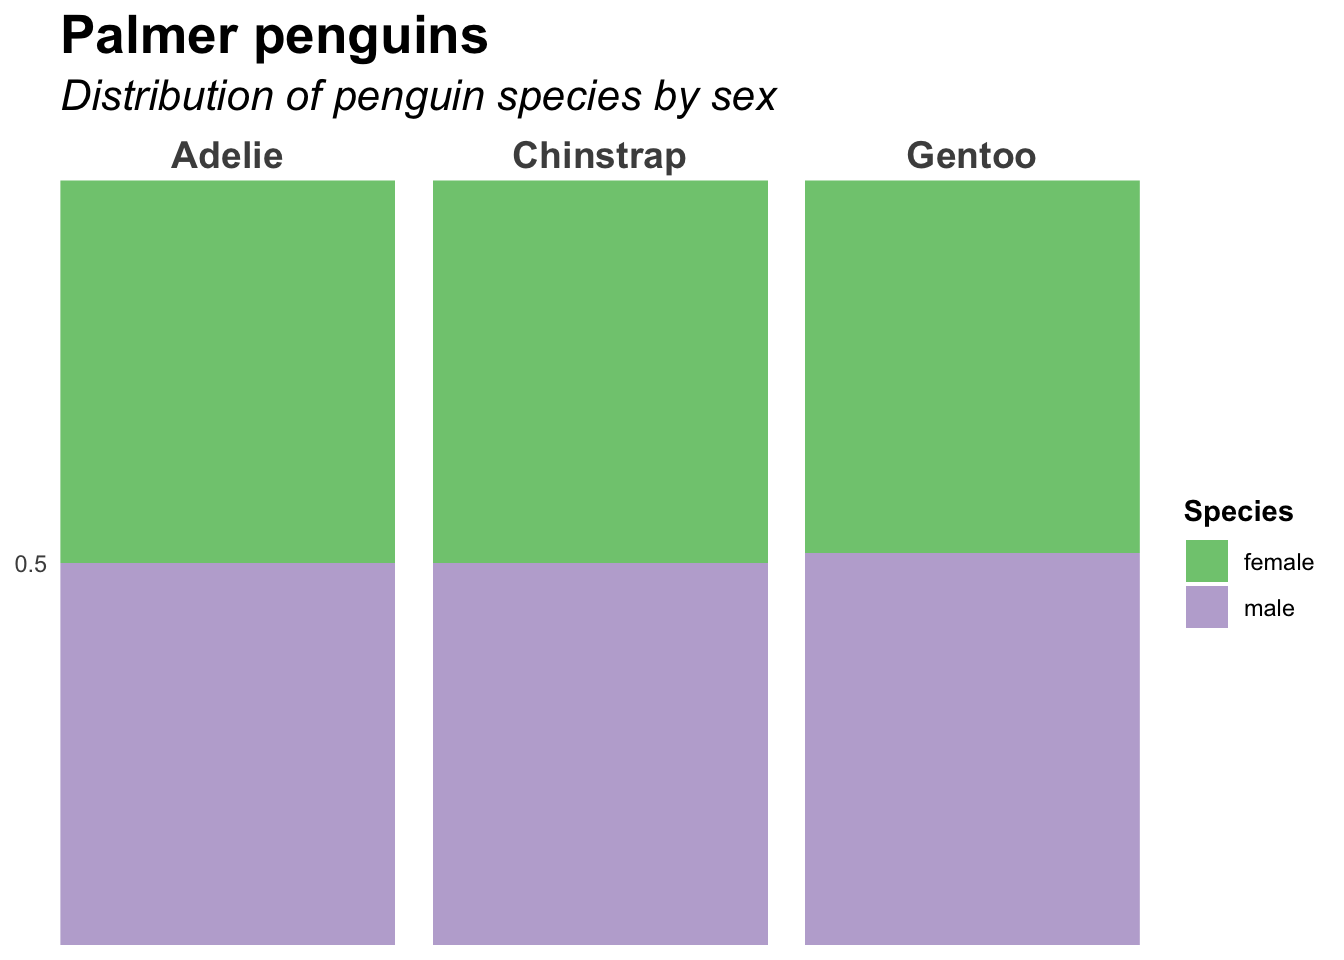 Palmer penguins
Distribution of penguin species by sex
Adelie Chinstrap Gentoo
0.5
Species
female
male